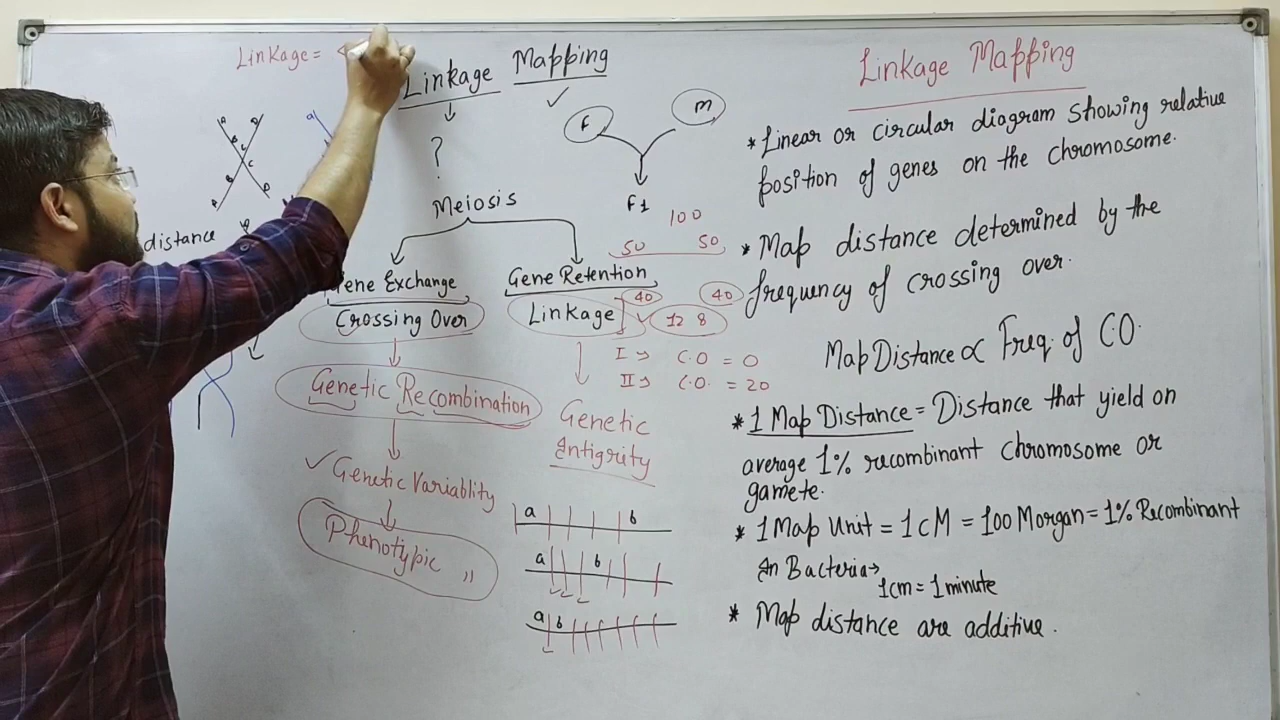 Linkage =
Linkage Mapping
?
Meiosis
Gene Exchange
Crossing Over
Genetic Recombination
Genetic Variablity
Phenotypic "
distance
f m
F1
100
50 50
Gene Retention
Linkage
40 40
12 8
I → C.O = 0
II → C.O. = 20
Genetic
Intigrity
a b
a b
a b
Linkage Mapping
* Linear or circular diagram showing relative
position of genes on the chromosome.
* Map distance determined by the
frequency of crossing over.
Map Distance ∝ Freq. of CO.
* 1 Map Distance = Distance that yield on
average 1% recombinant chromosome or
gamete.
* 1 Map Unit = 1 cM = 100 Morgan = 1% Recombinant
In Bacteria →
1cm = 1 minute
* Map distance are additive.